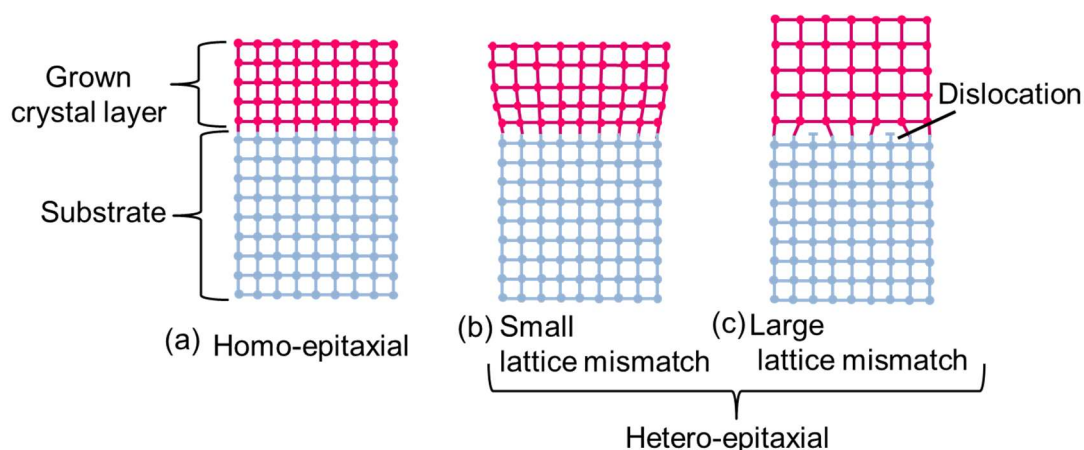 Grown
crystal layer
Substrate
Dislocation
(a) Homo-epitaxial
(b) Small
lattice mismatch
(c) Large
lattice mismatch
Hetero-epitaxial